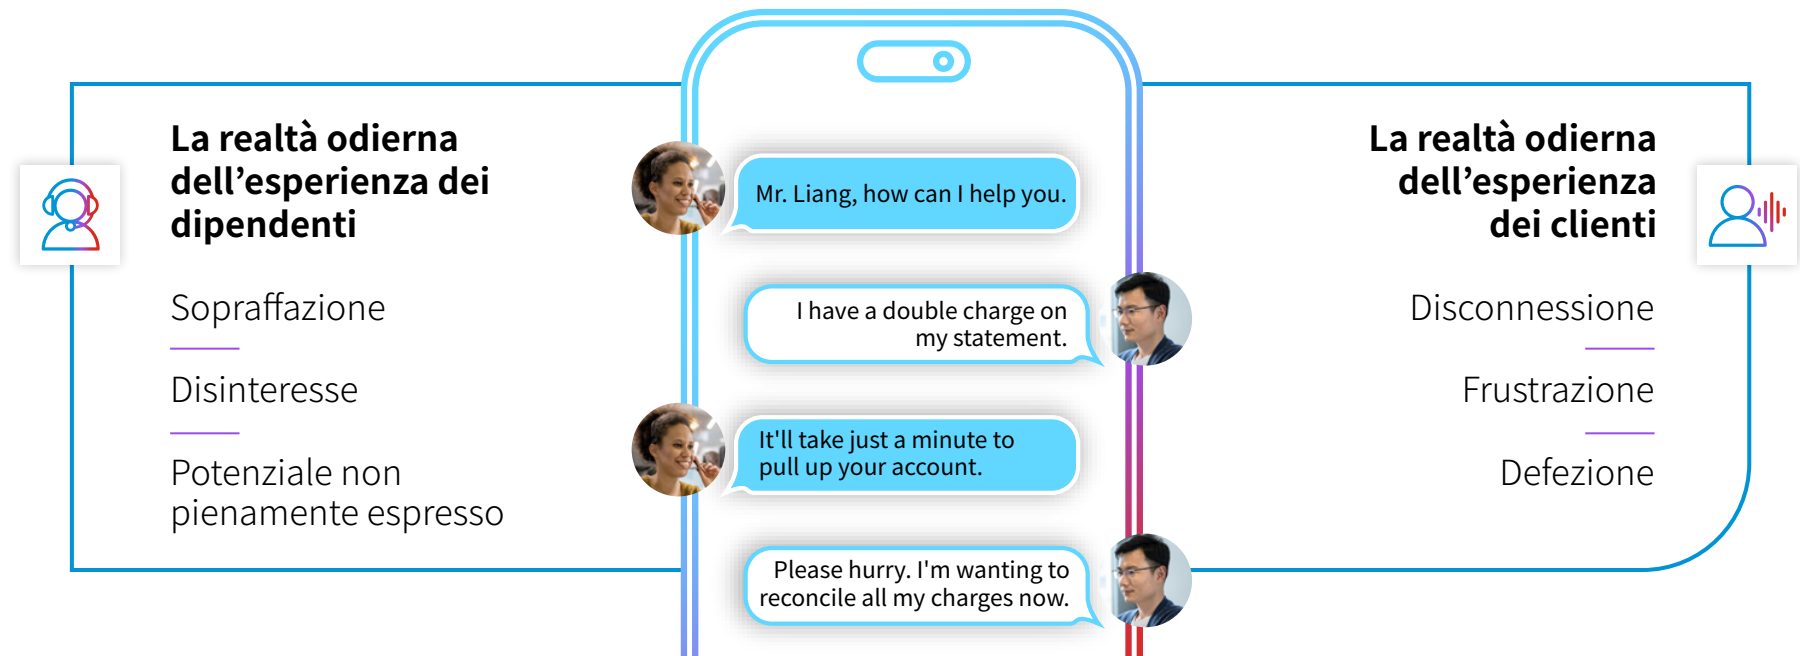 La realtà odierna
dell’esperienza dei
dipendenti
Sopraffazione
Disinteresse
Potenziale non
pienamente espresso
Mr. Liang, how can I help you.
I have a double charge on
my statement.
It'll take just a minute to
pull up your account.
Please hurry. I'm wanting to
reconcile all my charges now.
La realtà odierna
dell’esperienza
dei clienti
Disconnessione
Frustrazione
Defezione